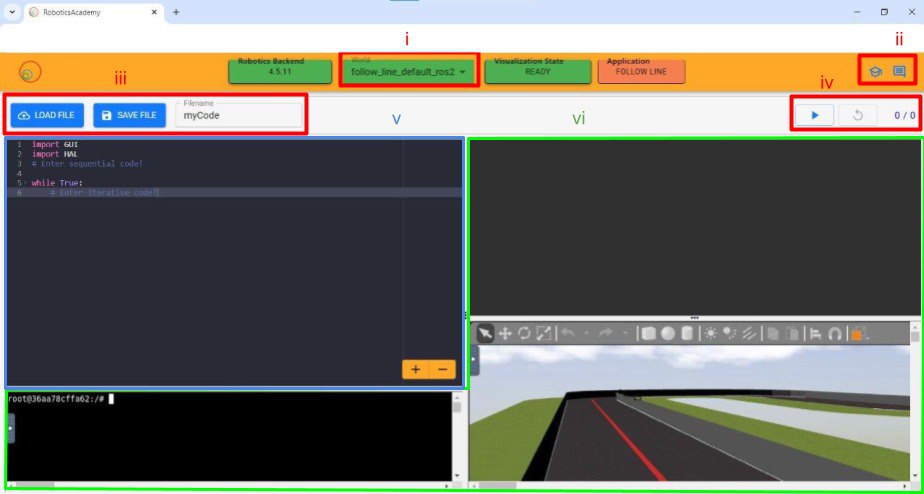 RoboticsAcademy
i
ii
Robotics Backend
4.5.11
World
follow_line_default_ros2
Visualization State
READY
Application
FOLLOW LINE
iii
iv
LOAD FILE
SAVE FILE
Filename
myCode
v
vi
0 / 0
1 import GUI
2 import HAL
3 # Enter sequential code!
4
5 while True:
6 # Enter iterative code!
+ −
root@36aa78cffa62:/#